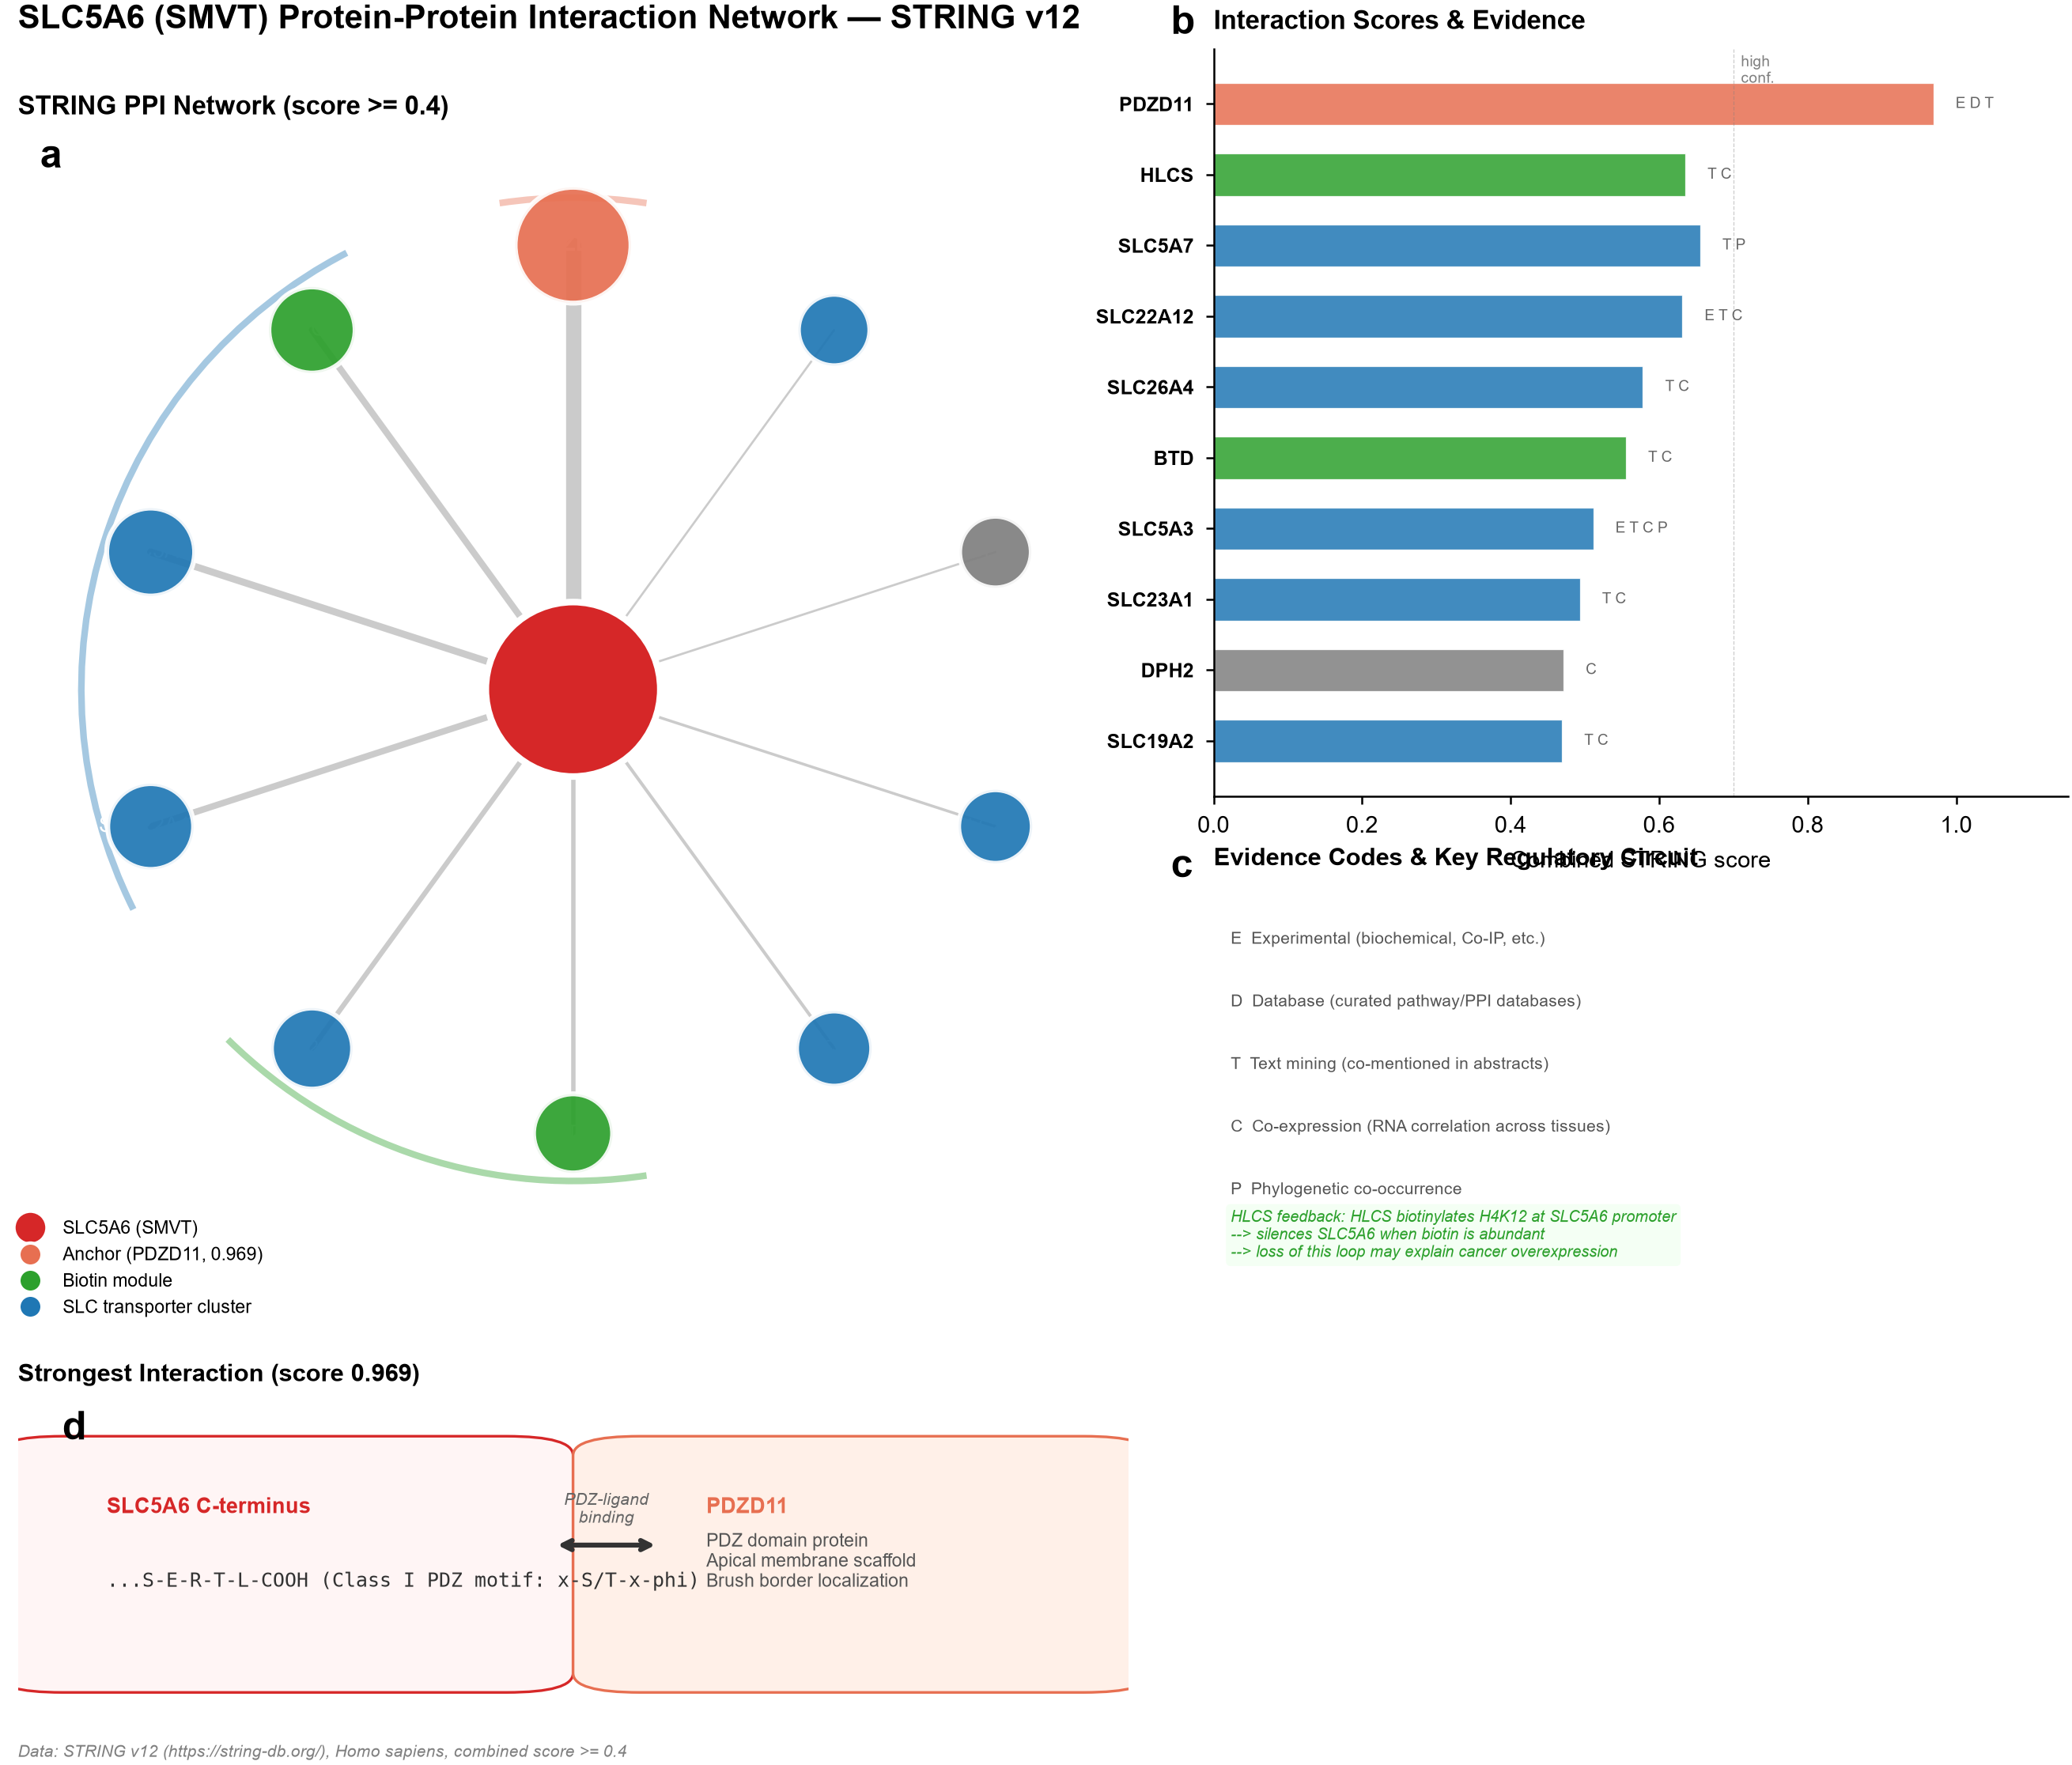 SLC5A6 (SMVT) Protein-Protein Interaction Network — STRING v12
STRING PPI Network (score >= 0.4)
a
SLC5A6 (SMVT)
Anchor (PDZD11, 0.969)
Biotin module
SLC transporter cluster
b
Interaction Scores & Evidence
high
conf.
PDZD11
E D T
HLCS
T C
SLC5A7
T P
SLC22A12
E T C
SLC26A4
T C
BTD
T C
SLC5A3
E T C P
SLC23A1
T C
DPH2
C
SLC19A2
T C
0.0 0.2 0.4 0.6 0.8 1.0
Combined STRING score
c
Evidence Codes & Key Regulatory Circuit
E Experimental (biochemical, Co-IP, etc.)
D Database (curated pathway/PPI databases)
T Text mining (co-mentioned in abstracts)
C Co-expression (RNA correlation across tissues)
P Phylogenetic co-occurrence
HLCS feedback: HLCS biotinylates H4K12 at SLC5A6 promoter
--> silences SLC5A6 when biotin is abundant
--> loss of this loop may explain cancer overexpression
Strongest Interaction (score 0.969)
d
SLC5A6 C-terminus
...S-E-R-T-L-COOH (Class I PDZ motif: x-S/T-x-phi)
PDZ-ligand
binding
PDZD11
PDZ domain protein
Apical membrane scaffold
Brush border localization
Data: STRING v12 (https://string-db.org/), Homo sapiens, combined score >= 0.4